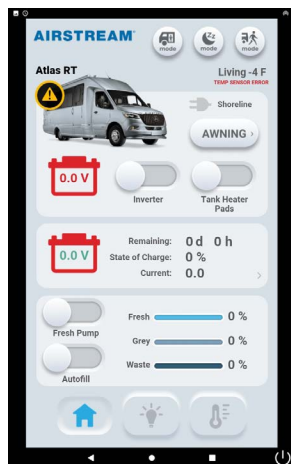 AIRSTREAM
mode
mode
mode
Atlas RT
Living -4 F
TEMP SENSOR ERROR
Shoreline
AWNING ›
0.0 V
Inverter
Tank Heater
Pads
0.0 V
Remaining: 0 d 0 h
State of Charge: 0 %
Current: 0.0
Fresh Pump
Fresh 0 %
Grey 0 %
Waste 0 %
Autofill